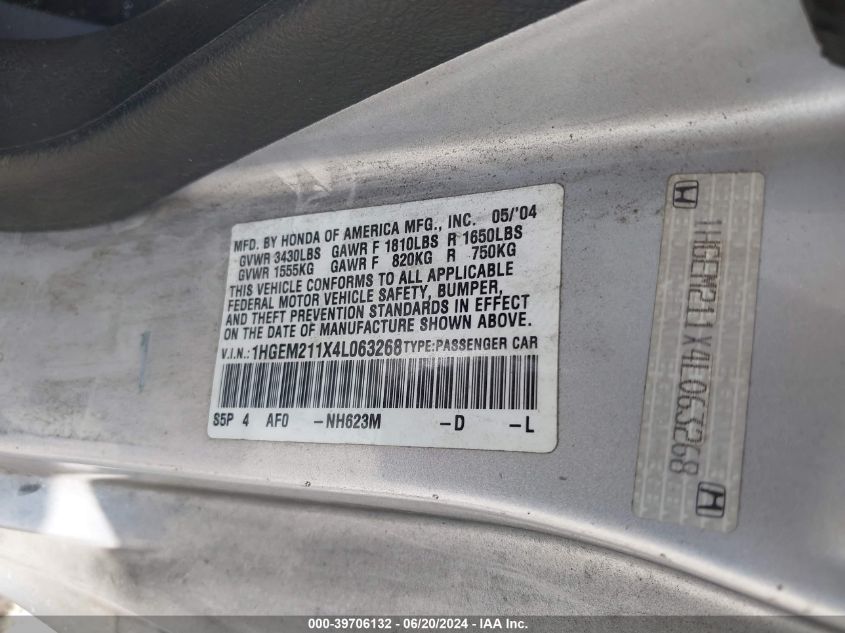 MFD. BY HONDA OF AMERICA MFG., INC. 05/'04
GVWR 3430LBS GAWR F 1810LBS R 1650LBS
GVWR 1555KG GAWR F 820KG R 750KG
THIS VEHICLE CONFORMS TO ALL APPLICABLE
FEDERAL MOTOR VEHICLE SAFETY, BUMPER,
AND THEFT PREVENTION STANDARDS IN EFFECT
ON THE DATE OF MANUFACTURE SHOWN ABOVE.
V.I.N.: 1HGEM211X4L063268 TYPE: PASSENGER CAR
S5P 4 AF0 -NH623M -D -L
1HGEM211X4L063268
000-39706132 - 06/20/2024 - IAA Inc.